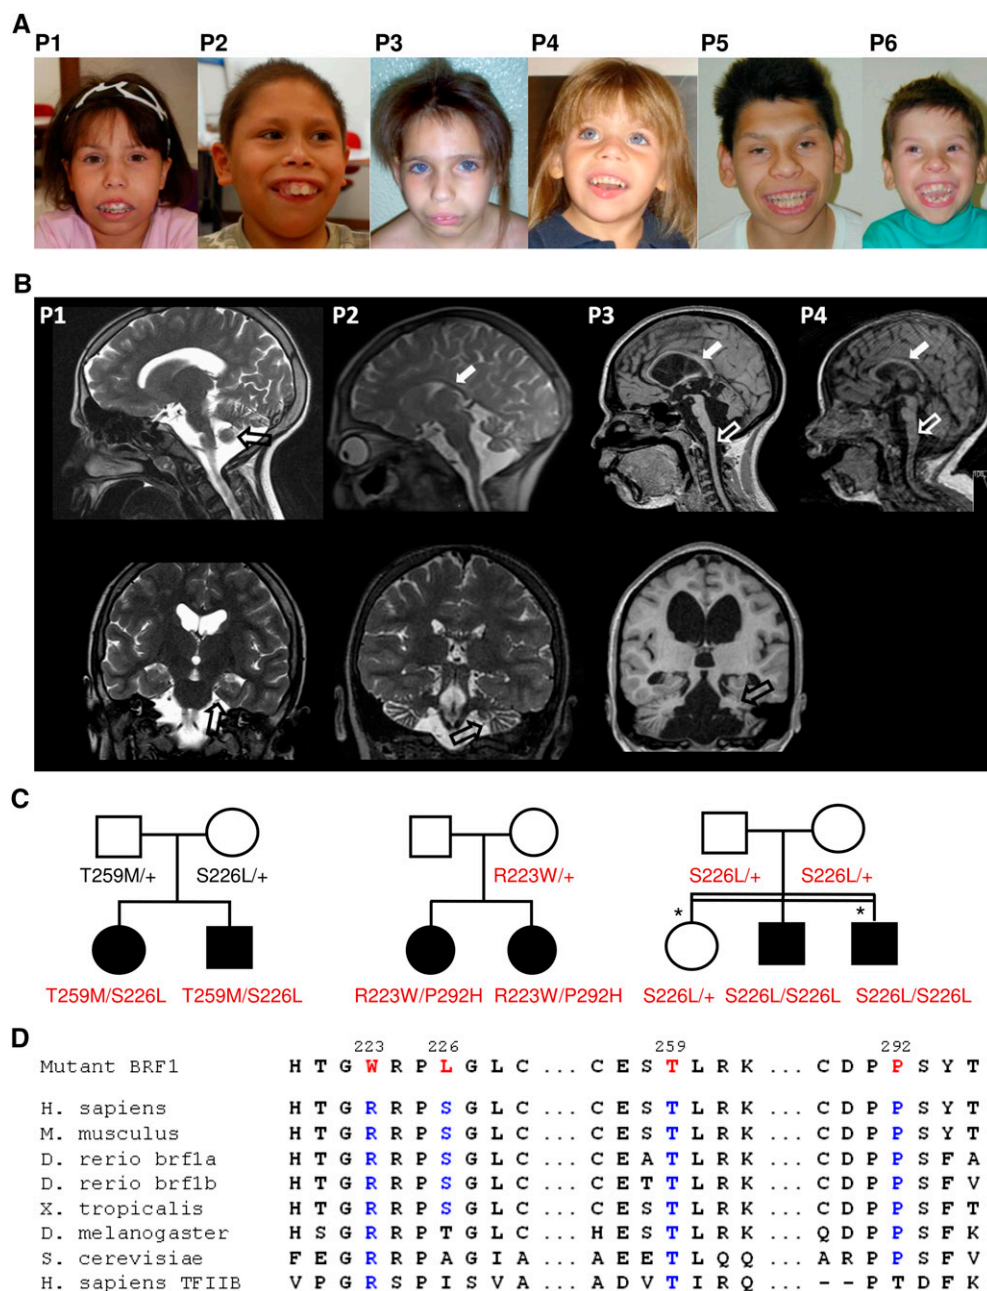 A
P1 P2 P3 P4 P5 P6
B
P1 P2 P3 P4
C
T259M/+ S226L/+ R223W/+ S226L/+ S226L/+
* *
T259M/S226L T259M/S226L R223W/P292H R223W/P292H S226L/+ S226L/S226L S226L/S226L
D
223 226 259 292
Mutant BRF1 H T G W R P L G L C ... C E S T L R K ... C D P P S Y T
H. sapiens H T G R R P S G L C ... C E S T L R K ... C D P P S Y T
M. musculus H T G R R P S G L C ... C E S T L R K ... C D P P S Y T
D. rerio brf1a H T G R R P S G L C ... C E A T L R K ... C D P P S F A
D. rerio brf1b H T G R R P S G L C ... C E T T L R K ... C D P P S F V
X. tropicalis H T G R R P S G L C ... C E S T L R K ... C D P P S F T
D. melanogaster H S G R R P T G L C ... H E S T L R K ... Q D P P S F K
S. cerevisiae F E G R R P A G I A ... A E E T L Q Q ... A R P P S F V
H. sapiens TFIIB V P G R S P I S V A ... A D V T I R Q ... - - P T D F K